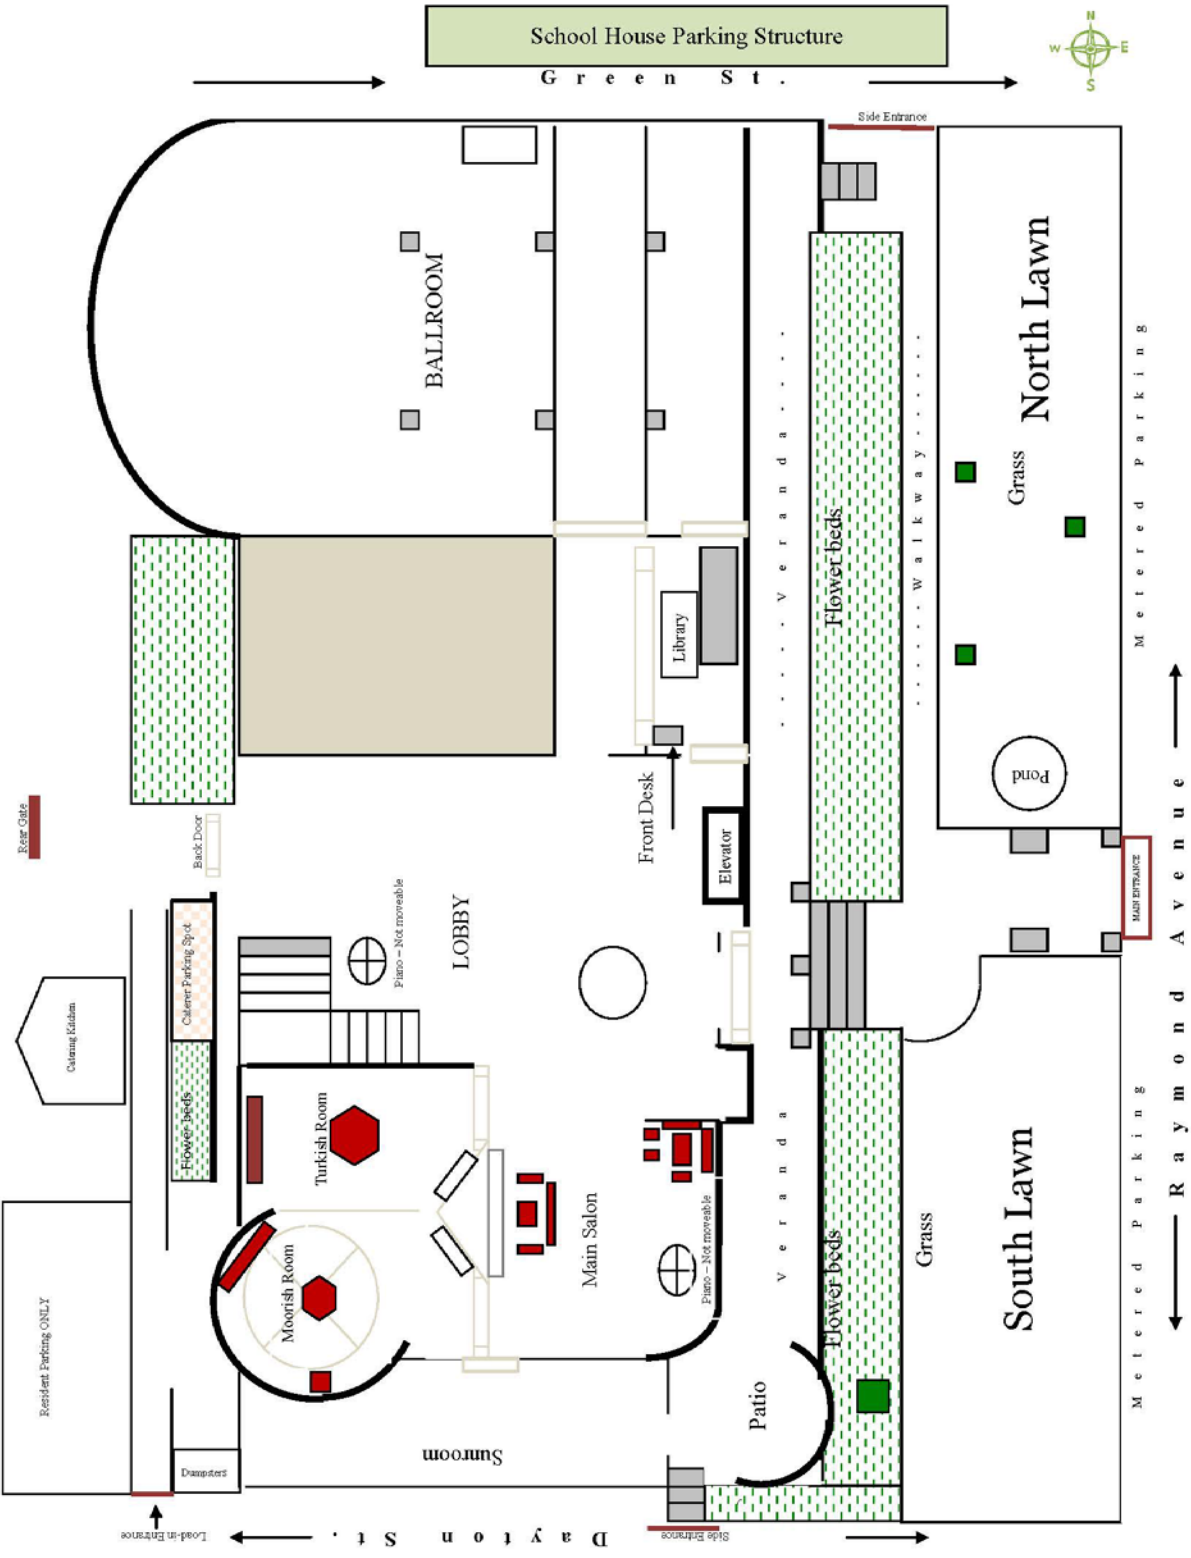 School House Parking Structure
N
W E
S
Green St.
Side Entrance
BALLROOM
North Lawn
Grass
-----Veranda-----
Flower beds
------Walkway------
Metered Parking
Library
Pond
Front Desk
Rear Gate
Back Door
Elevator
MAIN ENTRANCE
Raymond Avenue
LOBBY
Piano – Not moveable
Caterer Parking Spot
Catering Kitchen
Flower beds
Turkish Room
Main Salon
Piano – Not moveable
Veranda
Flower beds
Grass
South Lawn
Metered Parking
Moorish Room
Resident Parking ONLY
Patio
Sunroom
Dumpsters
Load-in Entrance
Dayton St.
Side Entrance